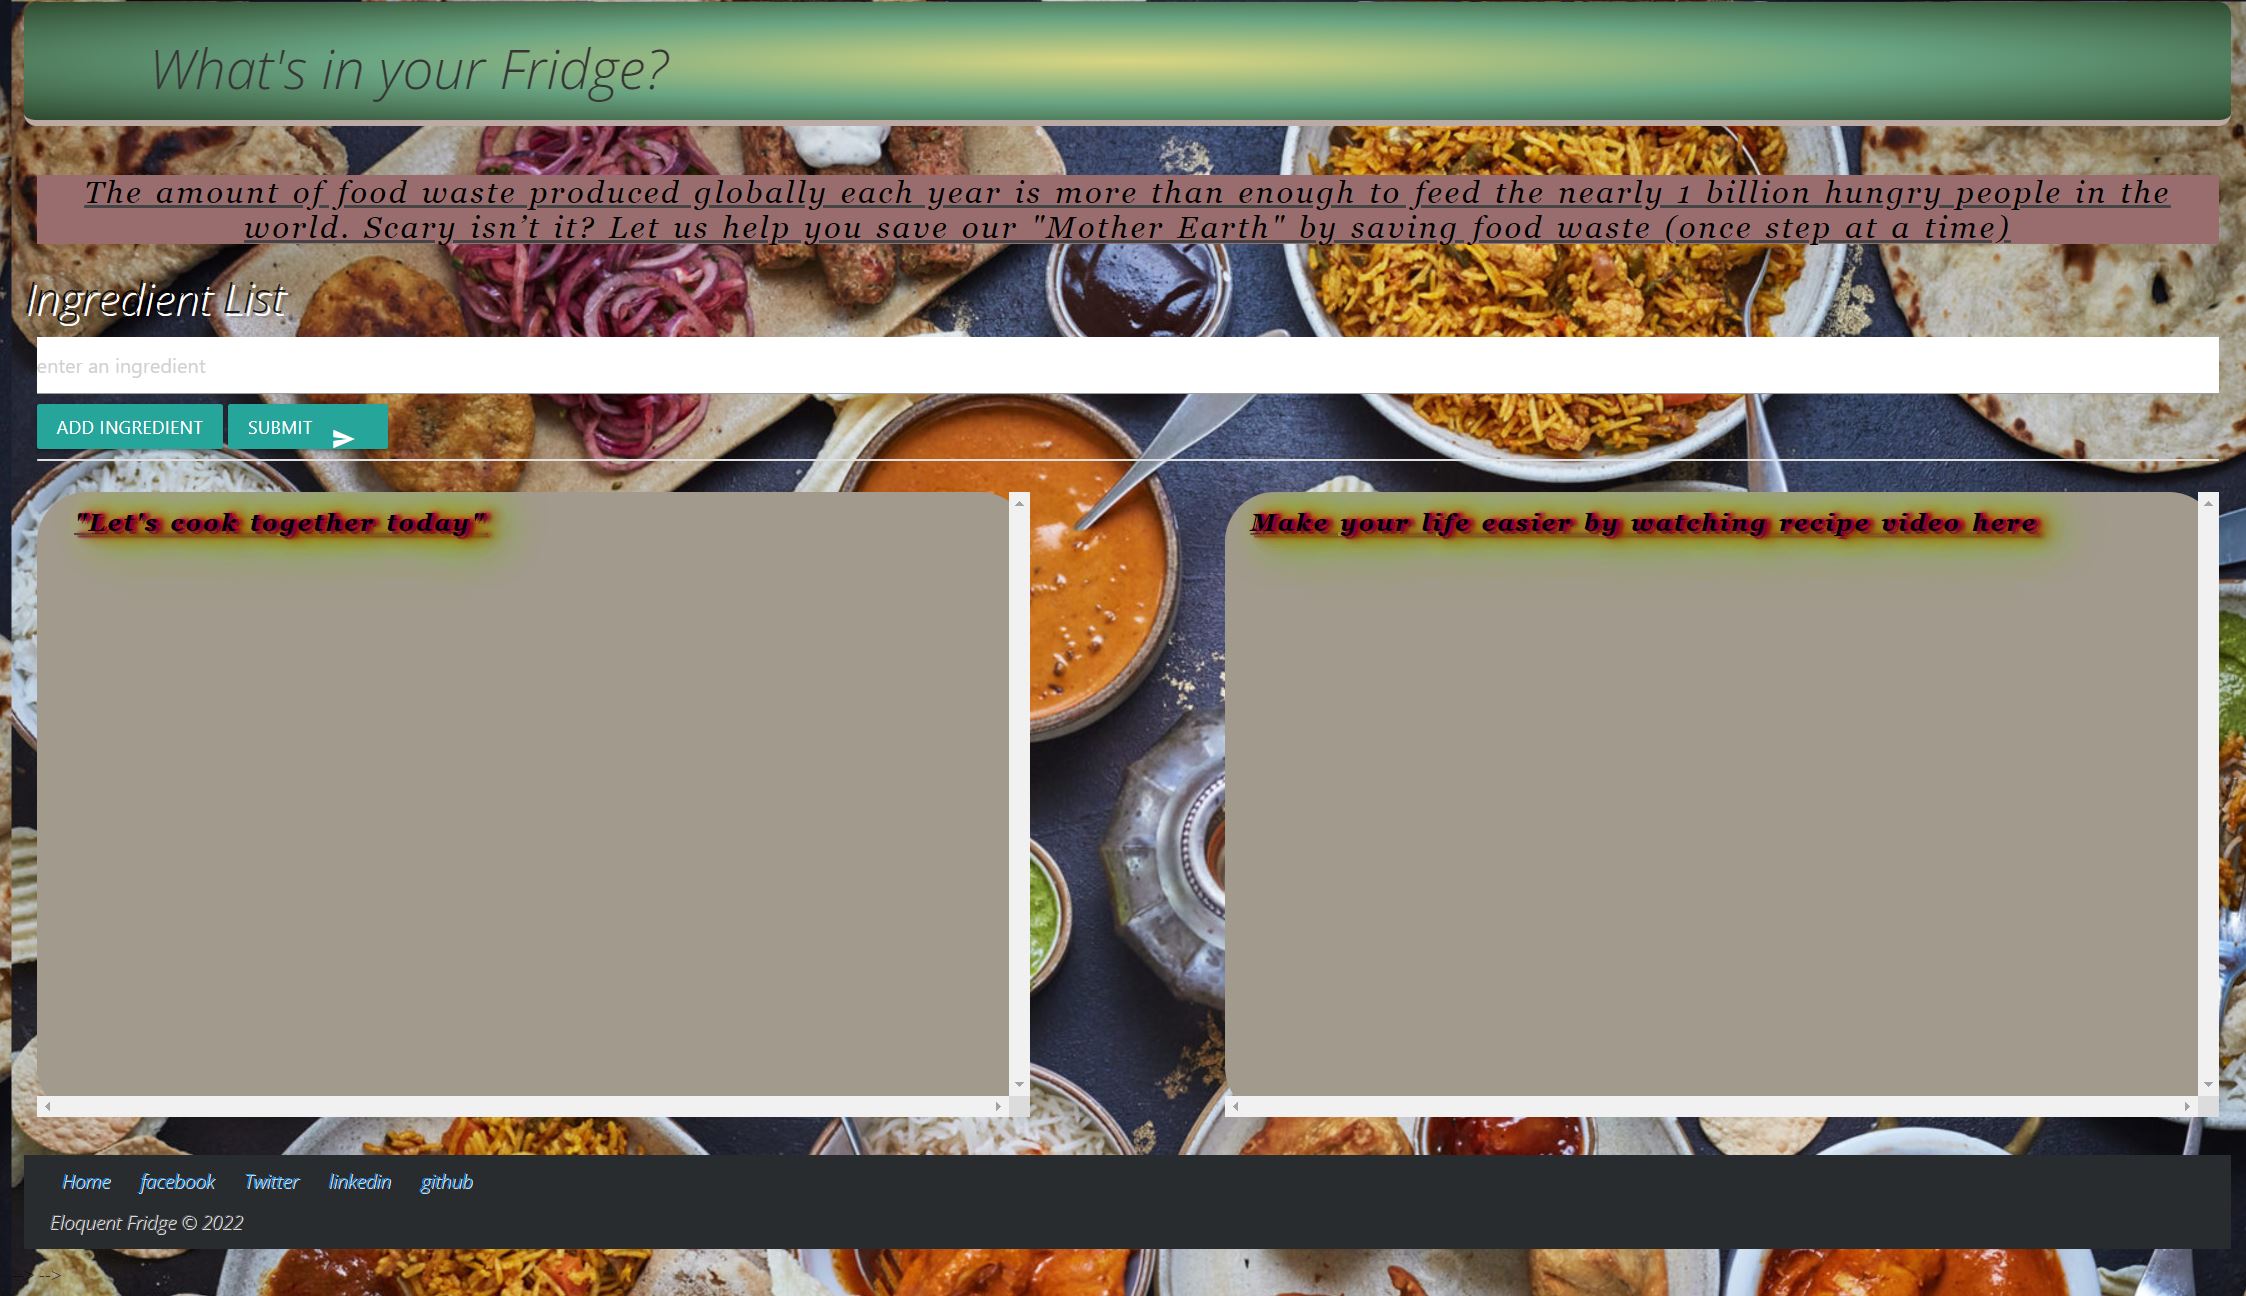 What's in your Fridge?
The amount of food waste produced globally each year is more than enough to feed the nearly 1 billion hungry people in the
world. Scary isn’t it? Let us help you save our "Mother Earth" by saving food waste (once step at a time)
Ingredient List
enter an ingredient
ADD INGREDIENT SUBMIT
"Let's cook together today"
Make your life easier by watching recipe video here
Home facebook Twitter linkedin github
Eloquent Fridge © 2022
-->